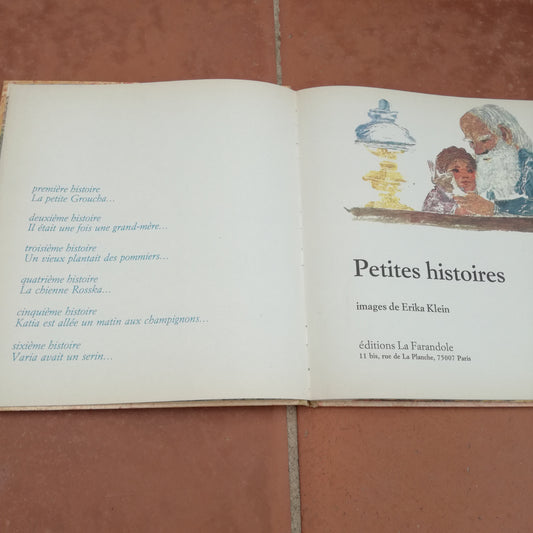 première histoire
La petite Groucha...
deuxième histoire
Il était une fois une grand-mère...
troisième histoire
Un vieux plantait des pommiers...
quatrième histoire
La chienne Rosska...
cinquième histoire
Katia est allée un matin aux champignons...
sixième histoire
Varia avait un serin...
Petites histoires
images de Erika Klein
éditions La Farandole
11 bis, rue de La Planche, 75007 Paris